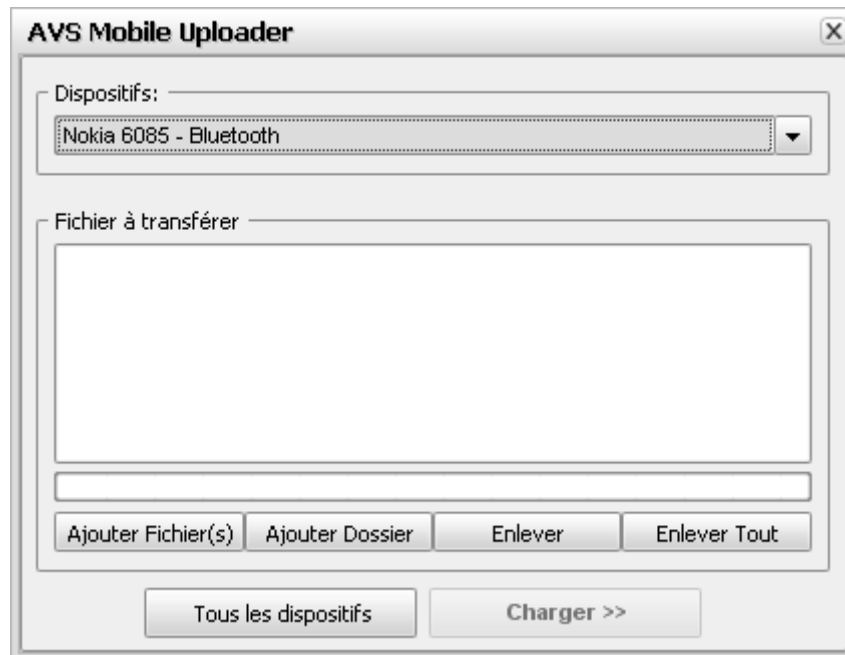 AVS Mobile Uploader
Dispositifs:
Nokia 6085 - Bluetooth
Fichier à transférer
Ajouter Fichier(s) Ajouter Dossier Enlever Enlever Tout
Tous les dispositifs Charger >>